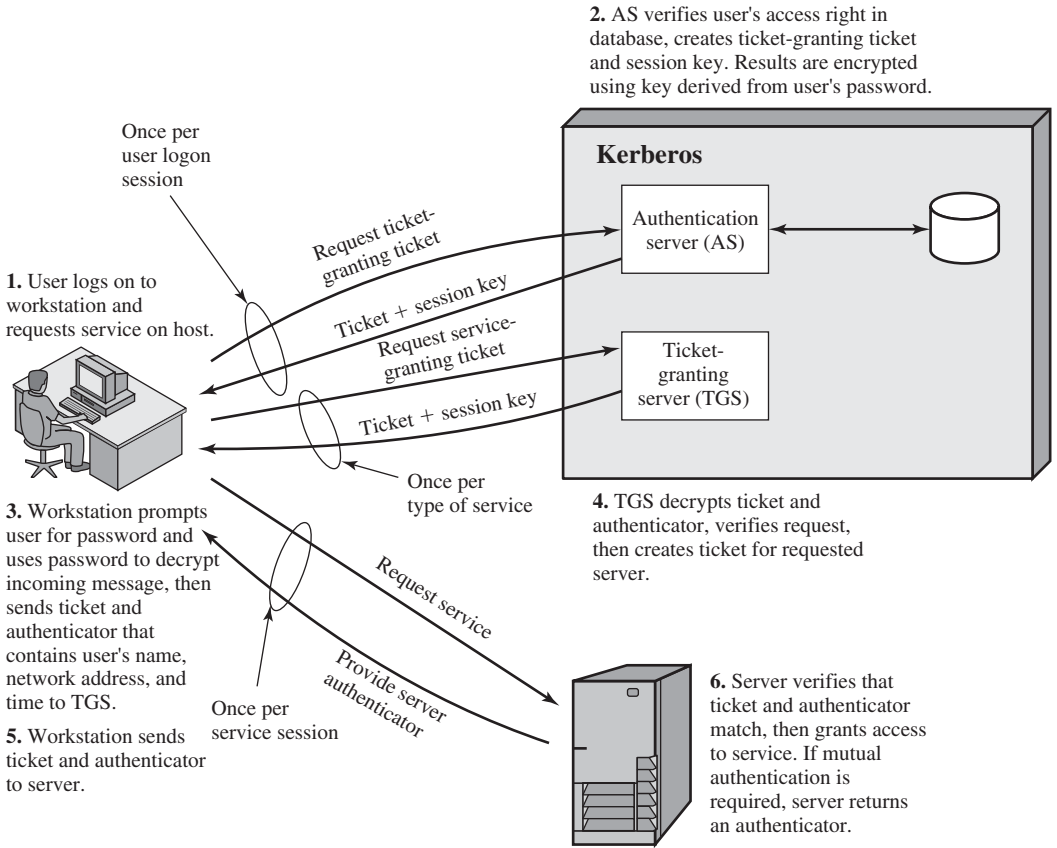 2. AS verifies user's access right in
database, creates ticket-granting ticket
and session key. Results are encrypted
using key derived from user's password.
Once per
user logon
session
Kerberos
Authentication
server (AS)
Request ticket-
granting ticket
1. User logs on to
workstation and
requests service on host.
Ticket + session key
Request service-
granting ticket
Ticket-
granting
server (TGS)
Ticket + session key
Once per
type of service
3. Workstation prompts
user for password and
uses password to decrypt
incoming message, then
sends ticket and
authenticator that
contains user's name,
network address, and
time to TGS.
4. TGS decrypts ticket and
authenticator, verifies request,
then creates ticket for requested
server.
Request service
Provide server
authenticator
Once per
service session
5. Workstation sends
ticket and authenticator
to server.
6. Server verifies that
ticket and authenticator
match, then grants access
to service. If mutual
authentication is
required, server returns
an authenticator.